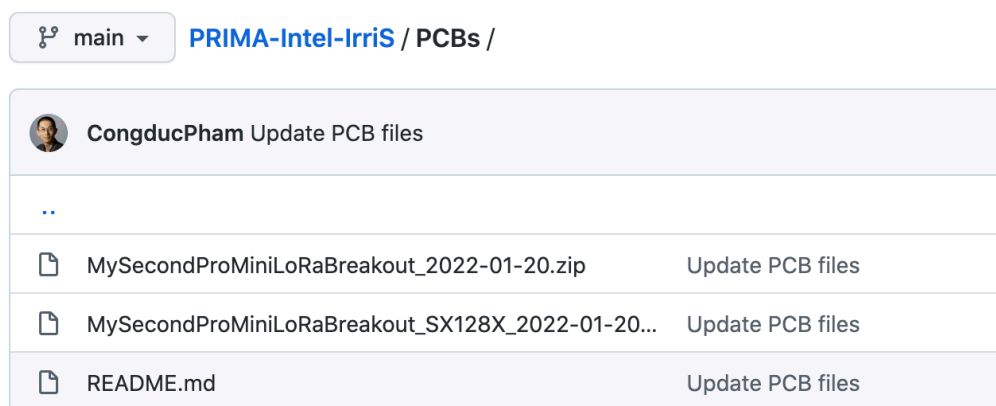 main
PRIMA-Intel-IrriS / PCBs /
CongducPham Update PCB files
..
MySecondProMiniLoRaBreakout_2022-01-20.zip Update PCB files
MySecondProMiniLoRaBreakout_SX128X_2022-01-20... Update PCB files
README.md Update PCB files